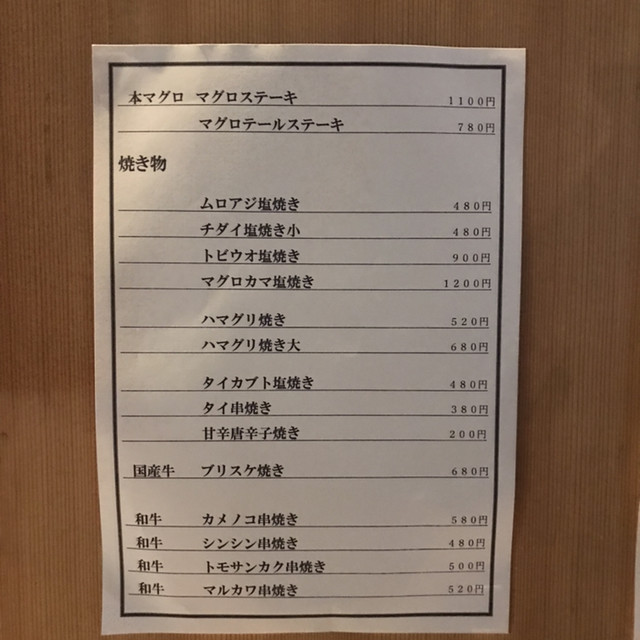 本マグロ マグロステーキ 1100円
マグロテールステーキ 780円
焼き物
ムロアジ塩焼き 480円
チダイ塩焼き小 480円
トビウオ塩焼き 900円
マグロカマ塩焼き 1200円
ハマグリ焼き 520円
ハマグリ焼き大 680円
タイカブト塩焼き 480円
タイ串焼き 380円
甘辛唐辛子焼き 200円
国産牛 ブリスケ焼き 680円
和牛 カメノコ串焼き 580円
和牛 シンシン串焼き 480円
和牛 トモサンカク串焼き 500円
和牛 マルカワ串焼き 520円